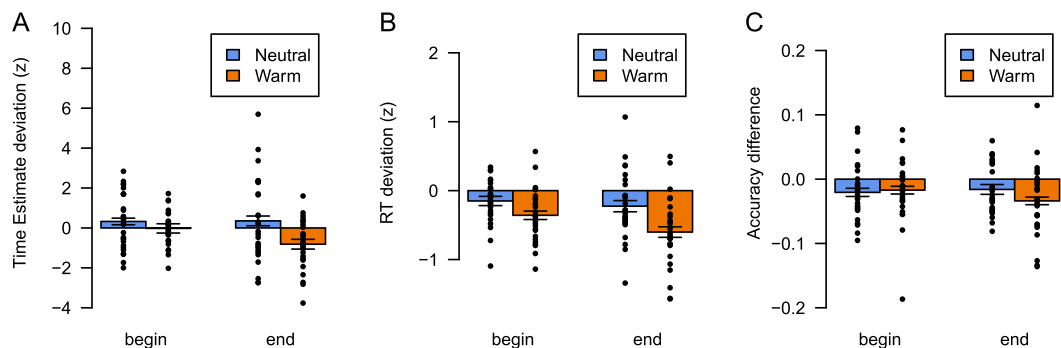 A
Time Estimate deviation (z)
10
8
6
4
2
0
−2
−4
Neutral
Warm
begin
end
B
RT deviation (z)
2
1
0
−1
Neutral
Warm
begin
end
C
Accuracy difference
0.2
0.1
0.0
−0.1
−0.2
Neutral
Warm
begin
end